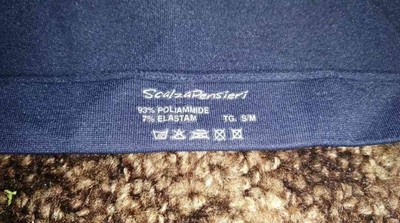 ScalzaPensieri
93% POLIAMMIDE
7% ELASTAM TG. S/M